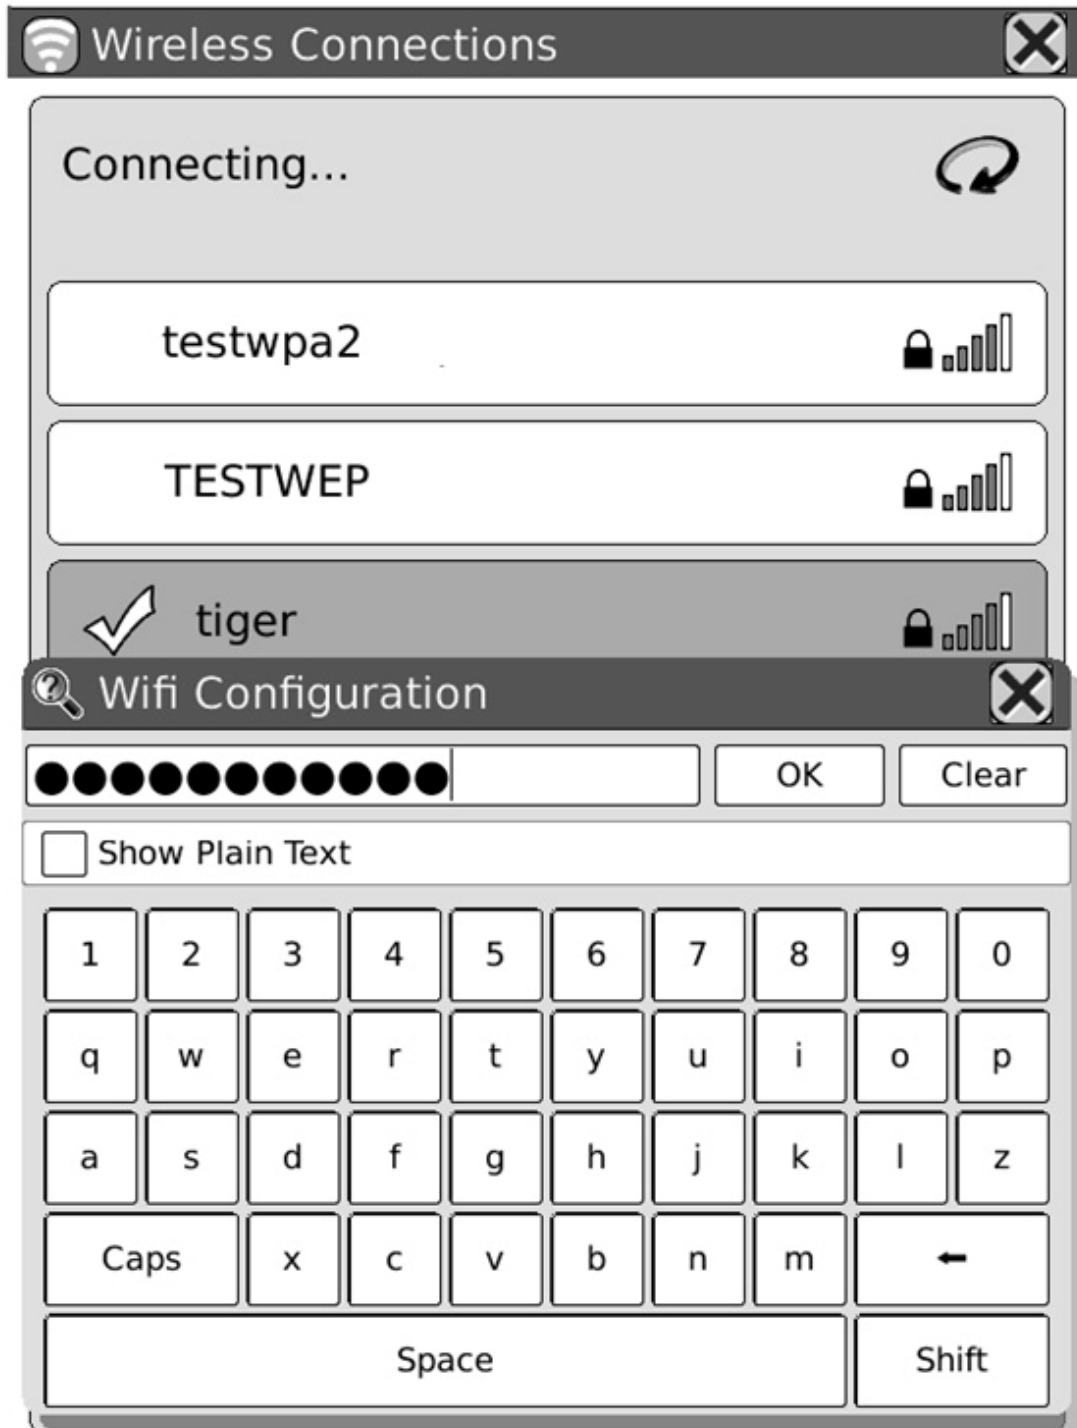 Wireless Connections
Connecting...
testwpa2
TESTWEP
tiger
Wifi Configuration
OK Clear
Show Plain Text
1 2 3 4 5 6 7 8 9 0
q w e r t y u i o p
a s d f g h j k l z
Caps x c v b n m
Space Shift